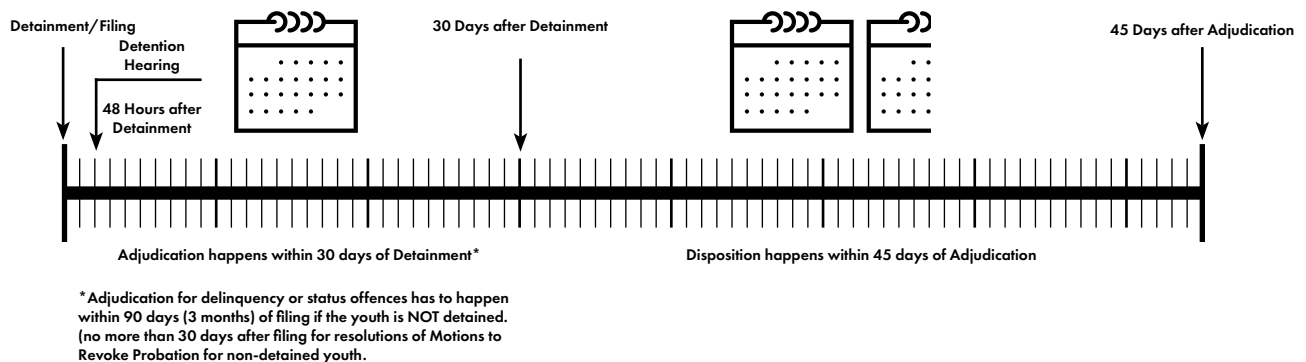 Detainment/Filing
Detention
Hearing
48 Hours after
Detainment
30 Days after Detainment
45 Days after Adjudication
Adjudication happens within 30 days of Detainment*
Disposition happens within 45 days of Adjudication
*Adjudication for delinquency or status offences has to happen
within 90 days (3 months) of filing if the youth is NOT detained.
(no more than 30 days after filing for resolutions of Motions to
Revoke Probation for non-detained youth.